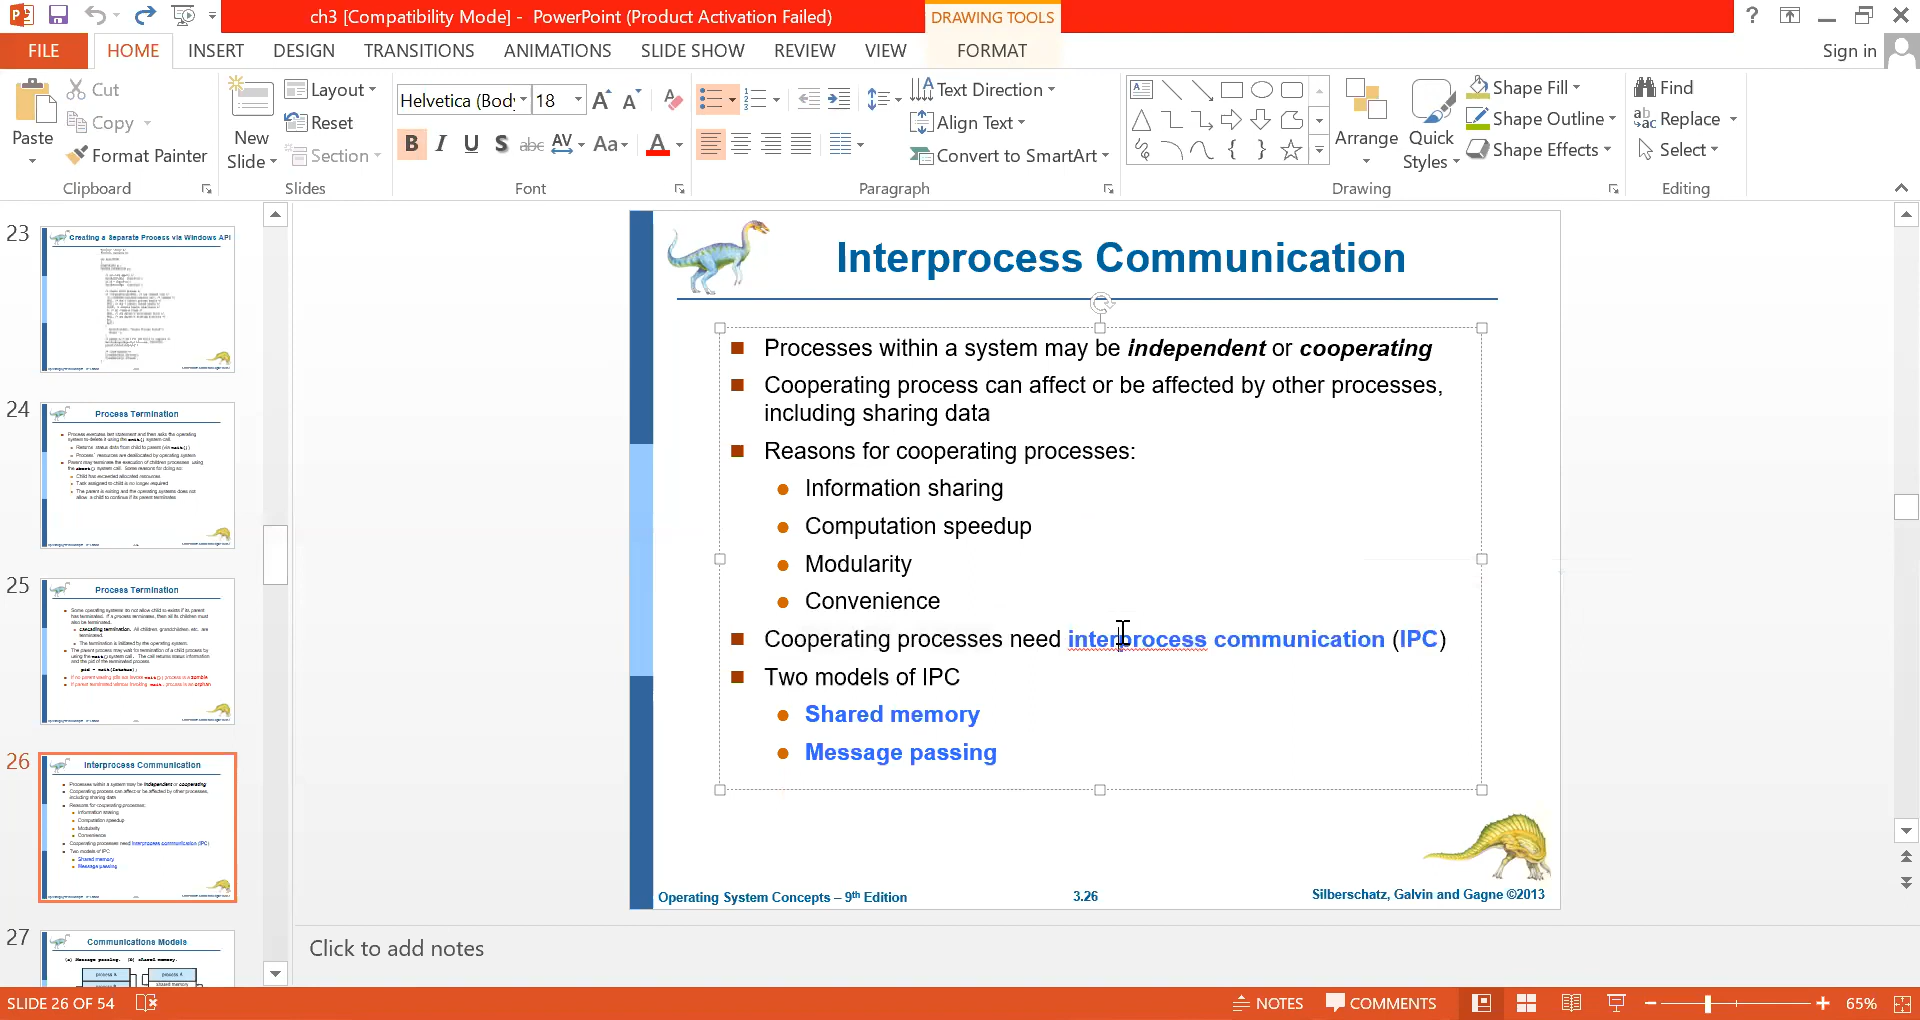 ch3 [Compatibility Mode] - PowerPoint (Product Activation Failed)
DRAWING TOOLS
FILE HOME INSERT DESIGN TRANSITIONS ANIMATIONS SLIDE SHOW REVIEW VIEW FORMAT
Sign in
Paste
Cut
Copy
Format Painter
Clipboard
New Slide
Layout
Reset
Section
Slides
Helvetica (Body 18
Font
Paragraph
Text Direction
Align Text
Convert to SmartArt
Arrange
Quick Styles
Drawing
Shape Fill
Shape Outline
Shape Effects
Find
Replace
Select
Editing
23
Creating a Separate Process via Windows API
24
Process Termination
25
Process Termination
26
Interprocess Communication
27
Communications Models
(a) Message passing. (b) shared memory.
process A process A
Interprocess Communication
Processes within a system may be independent or cooperating
Cooperating process can affect or be affected by other processes,
including sharing data
Reasons for cooperating processes:
Information sharing
Computation speedup
Modularity
Convenience
Cooperating processes need interprocess communication (IPC)
Two models of IPC
Shared memory
Message passing
Operating System Concepts – 9th Edition
3.26
Silberschatz, Galvin and Gagne ©2013
Click to add notes
SLIDE 26 OF 54
NOTES
COMMENTS
65%